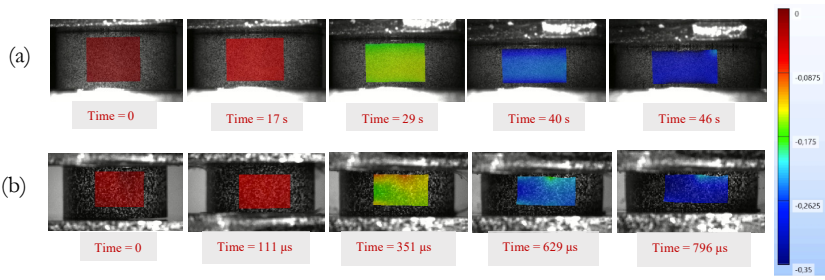 (a)
Time = 0
Time = 17 s
Time = 29 s
Time = 40 s
Time = 46 s
(b)
Time = 0
Time = 111 μs
Time = 351 μs
Time = 629 μs
Time = 796 μs
0
-0.0875
-0.175
-0.2625
-0.35